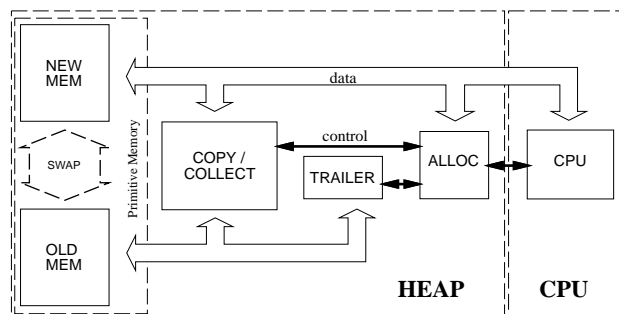 NEW
MEM
data
control
COPY /
COLLECT
ALLOC
CPU
SWAP
Primitive Memory
TRAILER
OLD
MEM
HEAP
CPU